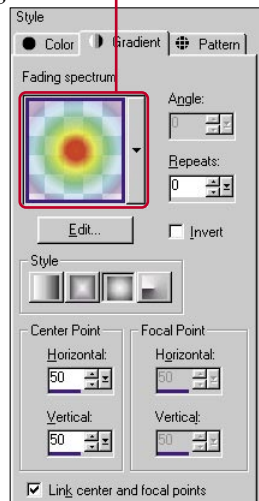 Style
Color Gradient Pattern
Fading spectrum
Angle:
0
Repeats:
0
Edit...
Invert
Style
Center Point
Focal Point
Horizontal:
Horizontal:
50
50
Vertical:
Vertical:
50
50
Link center and focal points